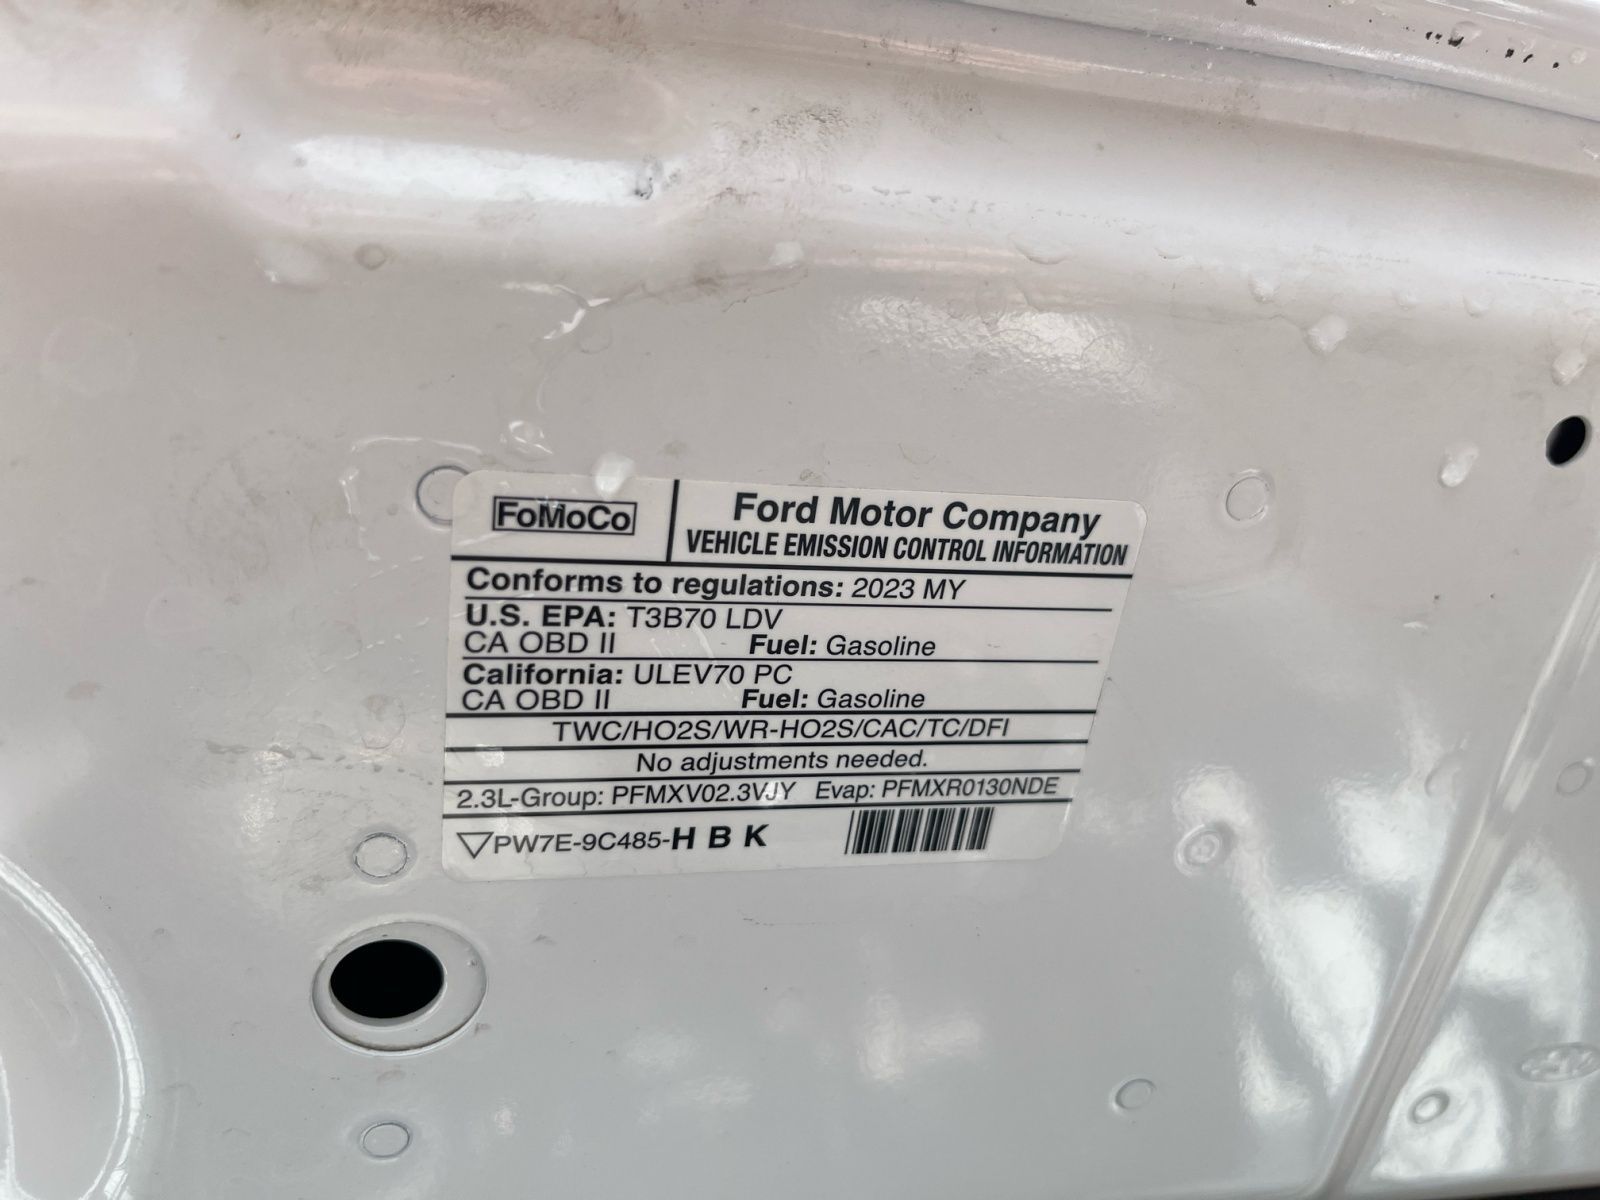 FoMoCo
Ford Motor Company
VEHICLE EMISSION CONTROL INFORMATION
Conforms to regulations: 2023 MY
U.S. EPA: T3B70 LDV
CA OBD II Fuel: Gasoline
California: ULEV70 PC
CA OBD II Fuel: Gasoline
TWC/HO2S/WR-HO2S/CAC/TC/DFI
No adjustments needed.
2.3L-Group: PFMXV02.3VJY Evap: PFMXR0130NDE
▽PW7E-9C485-H B K